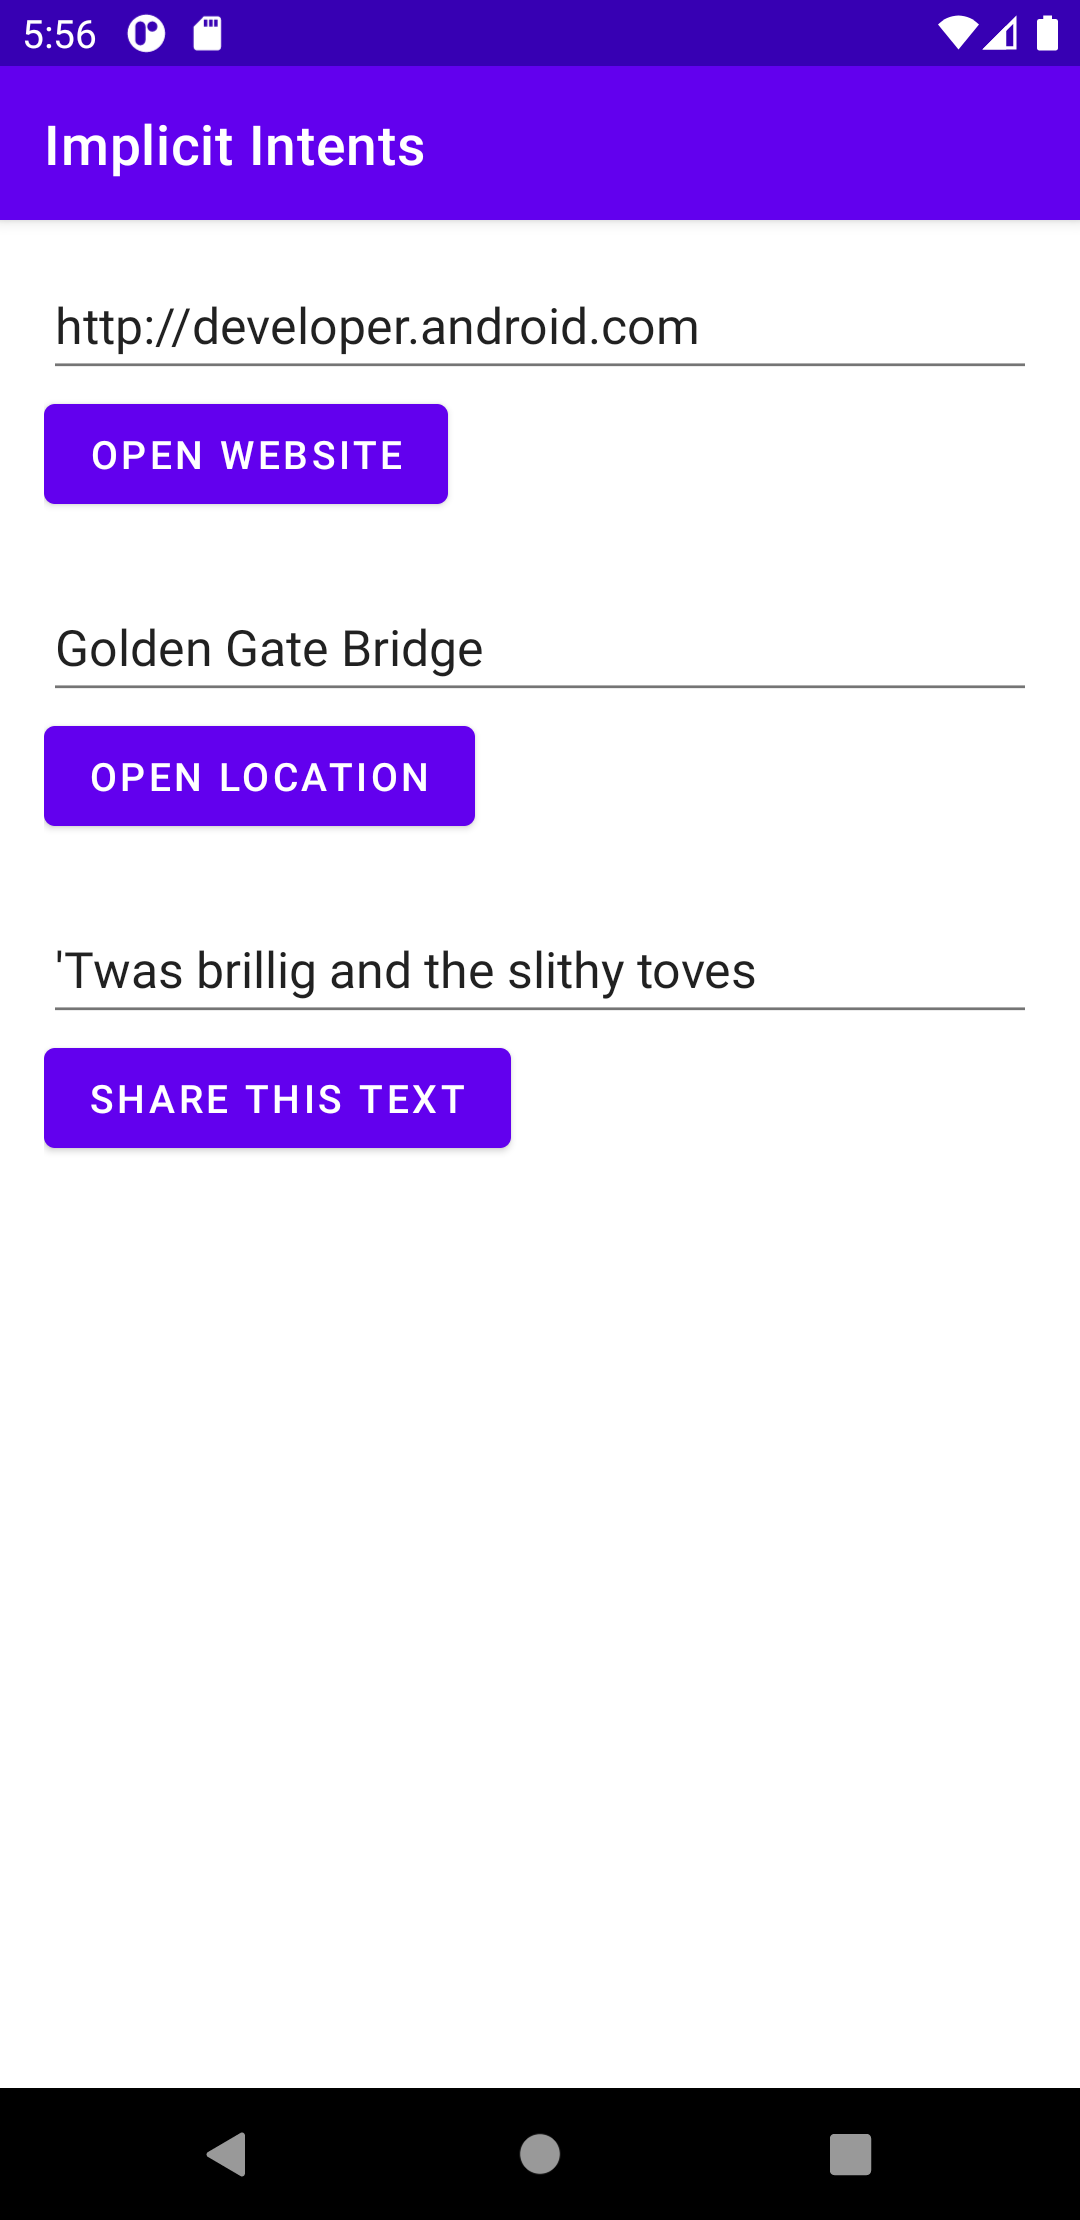 5:56
Implicit Intents
http://developer.android.com
OPEN WEBSITE
Golden Gate Bridge
OPEN LOCATION
'Twas brillig and the slithy toves
SHARE THIS TEXT